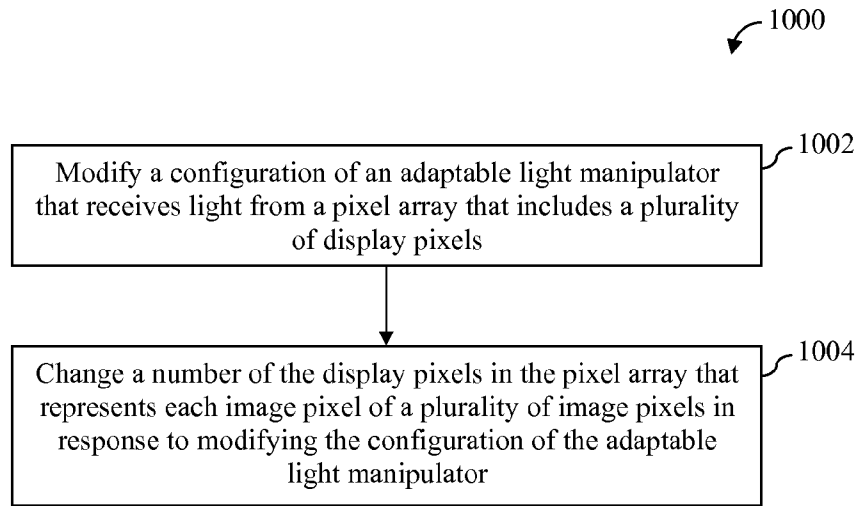 1000
1002
Modify a configuration of an adaptable light manipulator
that receives light from a pixel array that includes a plurality
of display pixels
1004
Change a number of the display pixels in the pixel array that
represents each image pixel of a plurality of image pixels in
response to modifying the configuration of the adaptable
light manipulator